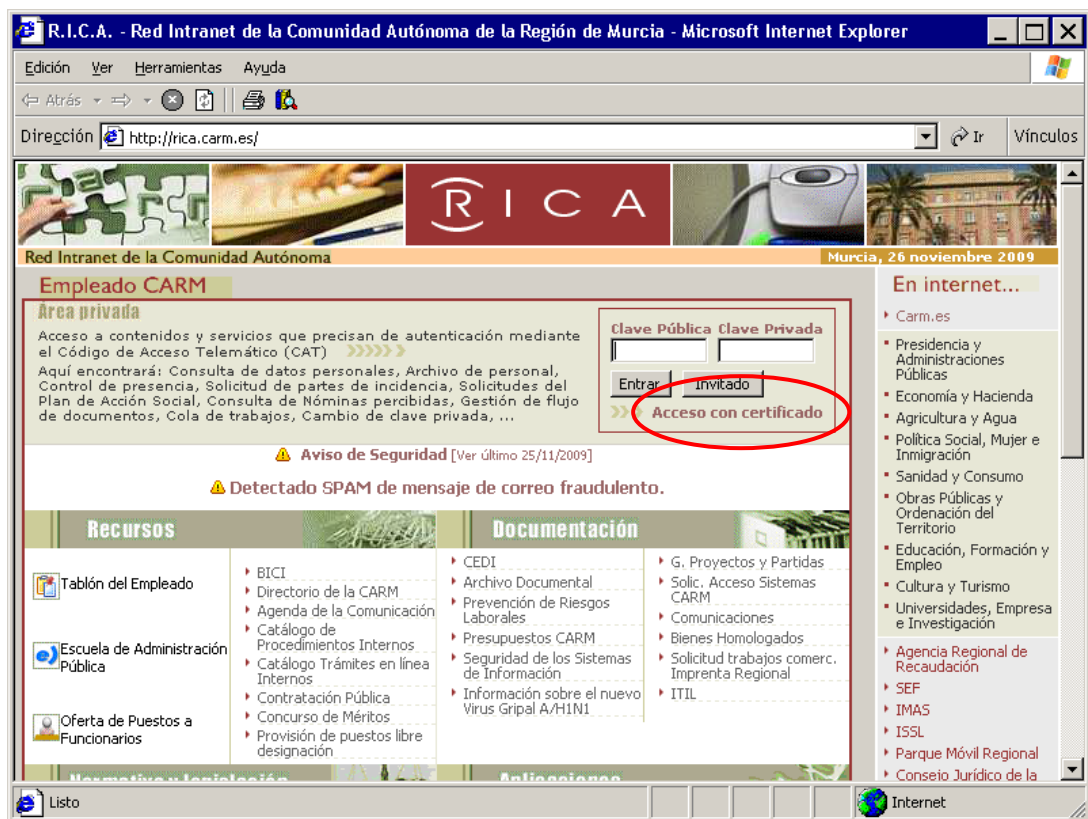 R.I.C.A. - Red Intranet de la Comunidad Autónoma de la Región de Murcia - Microsoft Internet Explorer
Edición Ver Herramientas Ayuda
Atrás
Dirección http://rica.carm.es/ Ir Vínculos
RICA
Red Intranet de la Comunidad Autónoma
Murcia, 26 noviembre 2009
Empleado CARM
Área privada
Acceso a contenidos y servicios que precisan de autenticación mediante
el Código de Acceso Telemático (CAT)
Aquí encontrará: Consulta de datos personales, Archivo de personal,
Control de presencia, Solicitud de partes de incidencia, Solicitudes del
Plan de Acción Social, Consulta de Nóminas percibidas, Gestión de flujo
de documentos, Cola de trabajos, Cambio de clave privada, ...
Clave Pública Clave Privada
Entrar Invitado
Acceso con certificado
Aviso de Seguridad [Ver último 25/11/2009]
Detectado SPAM de mensaje de correo fraudulento.
Recursos
Tablón del Empleado
Escuela de Administración
Pública
Oferta de Puestos a
Funcionarios
BICI
Directorio de la CARM
Agenda de la Comunicación
Catálogo de
Procedimientos Internos
Catálogo Trámites en línea
Internos
Contratación Pública
Concurso de Méritos
Provisión de puestos libre
designación
Documentación
CEDI
Archivo Documental
Prevención de Riesgos
Laborales
Presupuestos CARM
Seguridad de los Sistemas
de Información
Información sobre el nuevo
Virus Gripal A/H1N1
G. Proyectos y Partidas
Solic. Acceso Sistemas
CARM
Comunicaciones
Bienes Homologados
Solicitud trabajos comerc.
Imprenta Regional
ITIL
Normativa y legislación
Aplicaciones
En internet...
Carm.es
Presidencia y
Administraciones
Públicas
Economía y Hacienda
Agricultura y Agua
Política Social, Mujer e
Inmigración
Sanidad y Consumo
Obras Públicas y
Ordenación del
Territorio
Educación, Formación y
Empleo
Cultura y Turismo
Universidades, Empresa
e Investigación
Agencia Regional de
Recaudación
SEF
IMAS
ISSL
Parque Móvil Regional
Consejo Jurídico de la
Listo
Internet